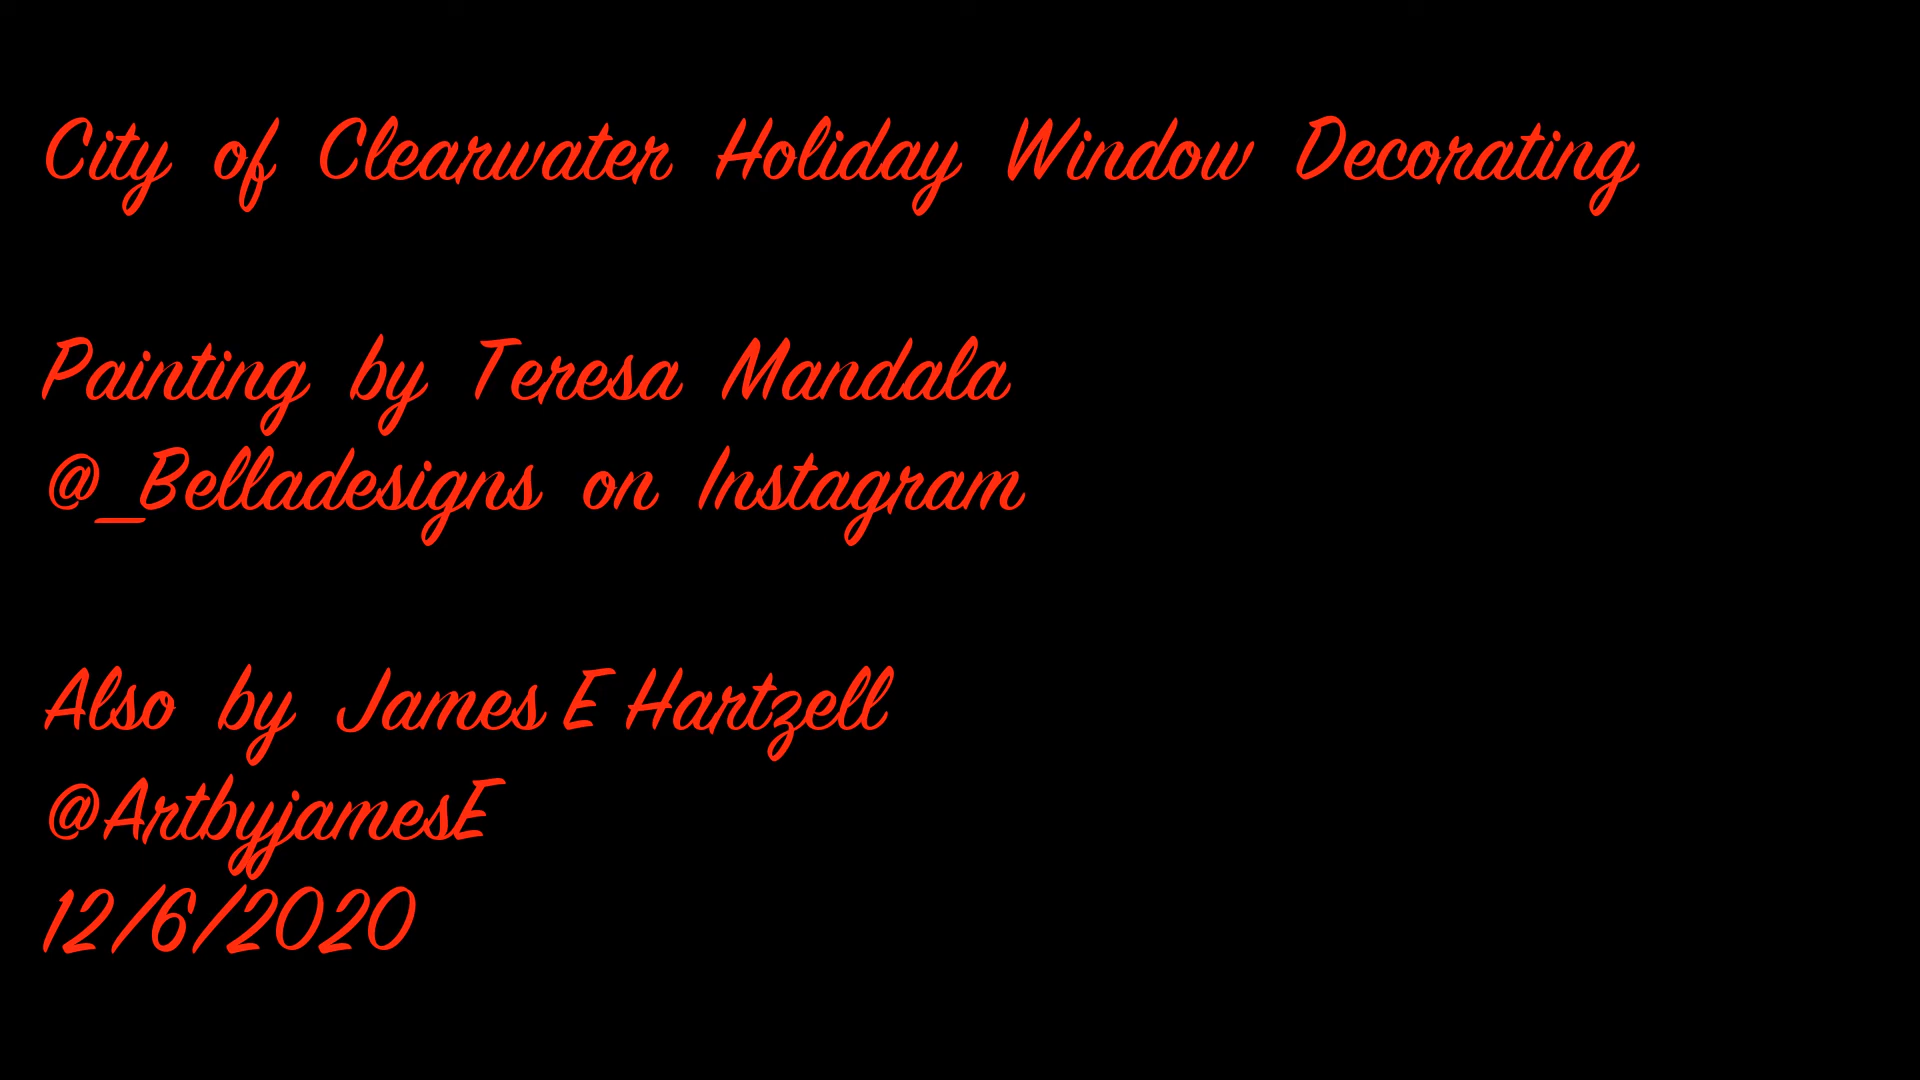 City of Clearwater Holiday Window Decorating
Painting by Teresa Mandala
@_Belladesigns on Instagram
Also by James E Hartzell
@ArtbyjamesE
12/6/2020